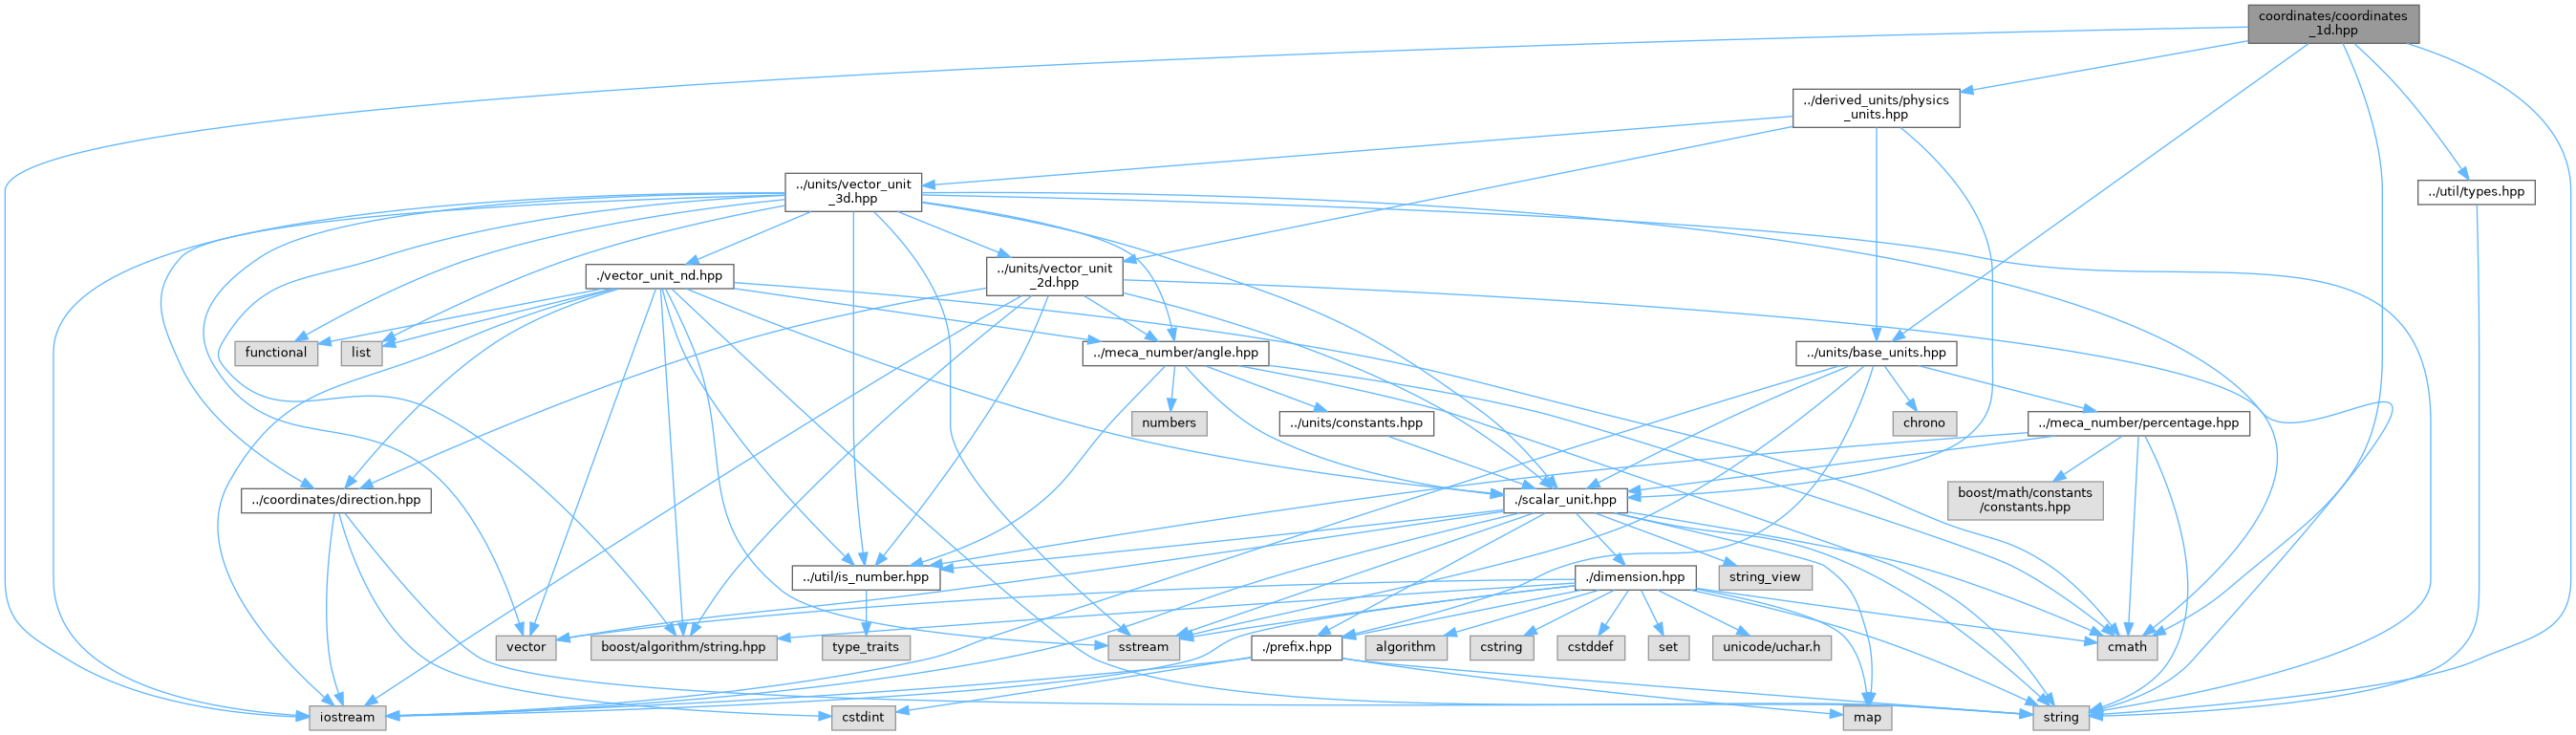 coordinates/coordinates
_1d.hpp
../derived_units/physics
_units.hpp
../units/vector_unit
_3d.hpp
../util/types.hpp
./vector_unit_nd.hpp
../units/vector_unit
_2d.hpp
functional
list
../meca_number/angle.hpp
../units/base_units.hpp
numbers
../units/constants.hpp
chrono
../meca_number/percentage.hpp
../coordinates/direction.hpp
./scalar_unit.hpp
boost/math/constants
/constants.hpp
../util/is_number.hpp
./dimension.hpp
string_view
vector
boost/algorithm/string.hpp
type_traits
sstream
./prefix.hpp
algorithm
cstring
cstddef
set
unicode/uchar.h
cmath
iostream
cstdint
map
string